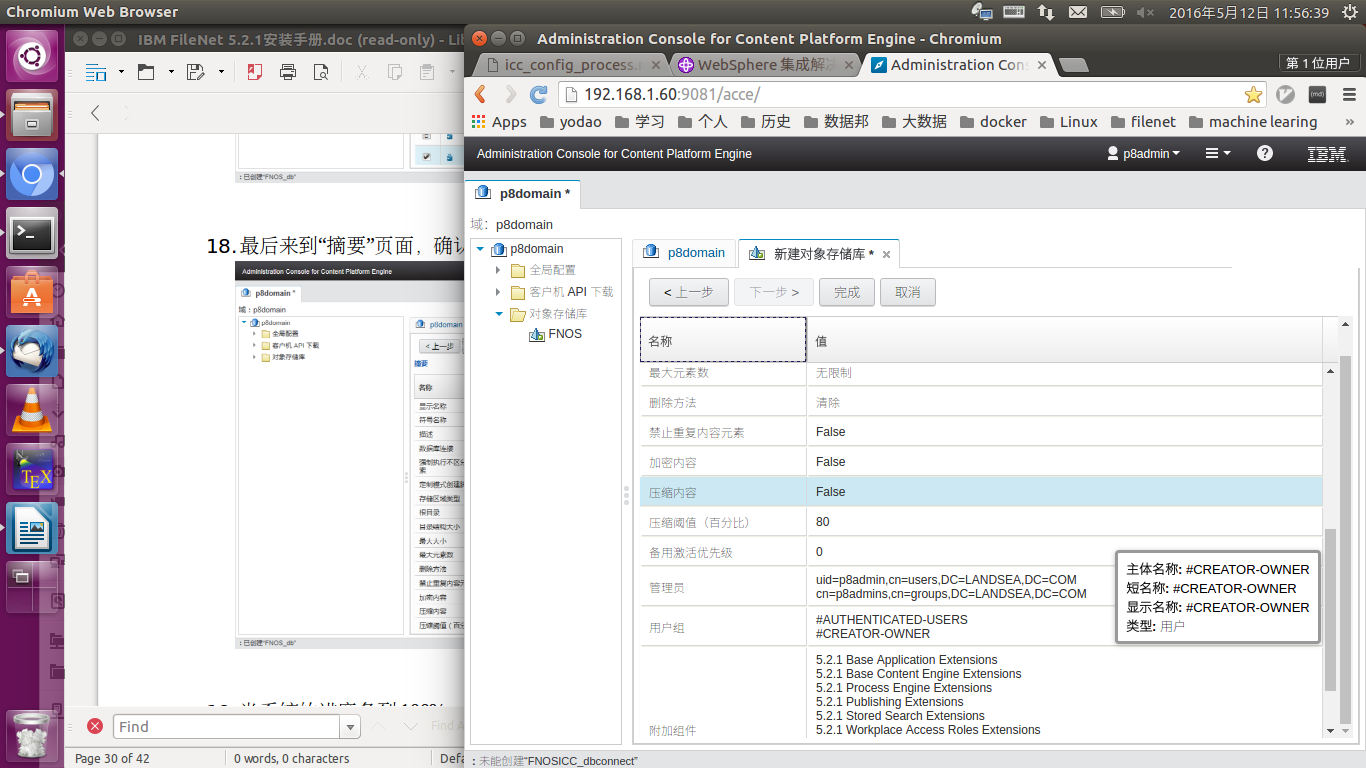 Chromium Web Browser
2016年5月12日 11:56:39
IBM FileNet 5.2.1安装手册.doc (read-only) - Lib
Administration Console for Content Platform Engine - Chromium
icc_config_process.
WebSphere 集成解决
Administration Cons
第 1 位用户
192.168.1.60:9081/acce/
Apps
yodao
学习
个人
历史
数据邦
大数据
docker
Linux
filenet
machine learing
»
Administration Console for Content Platform Engine
p8admin
IBM
p8domain *
域: p8domain
p8domain
全局配置
客户机 API 下载
对象存储库
FNOS
p8domain
新建对象存储库 *
< 上一步
下一步 >
完成
取消
名称
值
最大元素数
无限制
删除方法
清除
禁止重复内容元素
False
加密内容
False
压缩内容
False
压缩阈值（百分比）
80
备用激活优先级
0
管理员
uid=p8admin,cn=users,DC=LANDSEA,DC=COM
cn=p8admins,cn=groups,DC=LANDSEA,DC=COM
用户组
#AUTHENTICATED-USERS
#CREATOR-OWNER
附加组件
5.2.1 Base Application Extensions
5.2.1 Base Content Engine Extensions
5.2.1 Process Engine Extensions
5.2.1 Publishing Extensions
5.2.1 Stored Search Extensions
5.2.1 Workplace Access Roles Extensions
主体名称: #CREATOR-OWNER
短名称: #CREATOR-OWNER
显示名称: #CREATOR-OWNER
类型: 用户
: 未能创建"FNOSICC_dbconnect"
: 已创建"FNOS_db"
18. 最后来到“摘要”页面，确认
Administration Console for Content Platform Engine
p8domain *
域: p8domain
p8domain
全局配置
客户机 API 下载
对象存储库
p8domain
< 上一步
摘要
名称
显示名称
符号名称
描述
数据库连接
强制执行不区分
素
定制模式创建脚
存储区域类型
根目录
目录结构大小
最大大小
最大元素数
删除方法
禁止重复内容元
加密内容
压缩内容
压缩阈值（百分
: 已创建"FNOS_db"
Find
Find A
Page 30 of 42
0 words, 0 characters
Defa